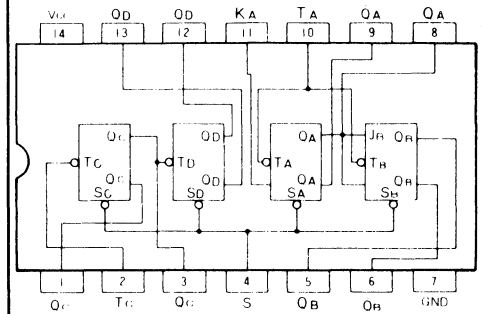 Vcc QD QD KA TA QA QA
14 13 12 11 10 9 8
QC QD QA JB QB
TC TD TA TB
QC QD QA QB
SC SD SA SB
1 2 3 4 5 6 7
QC TC QC S QB QB GND